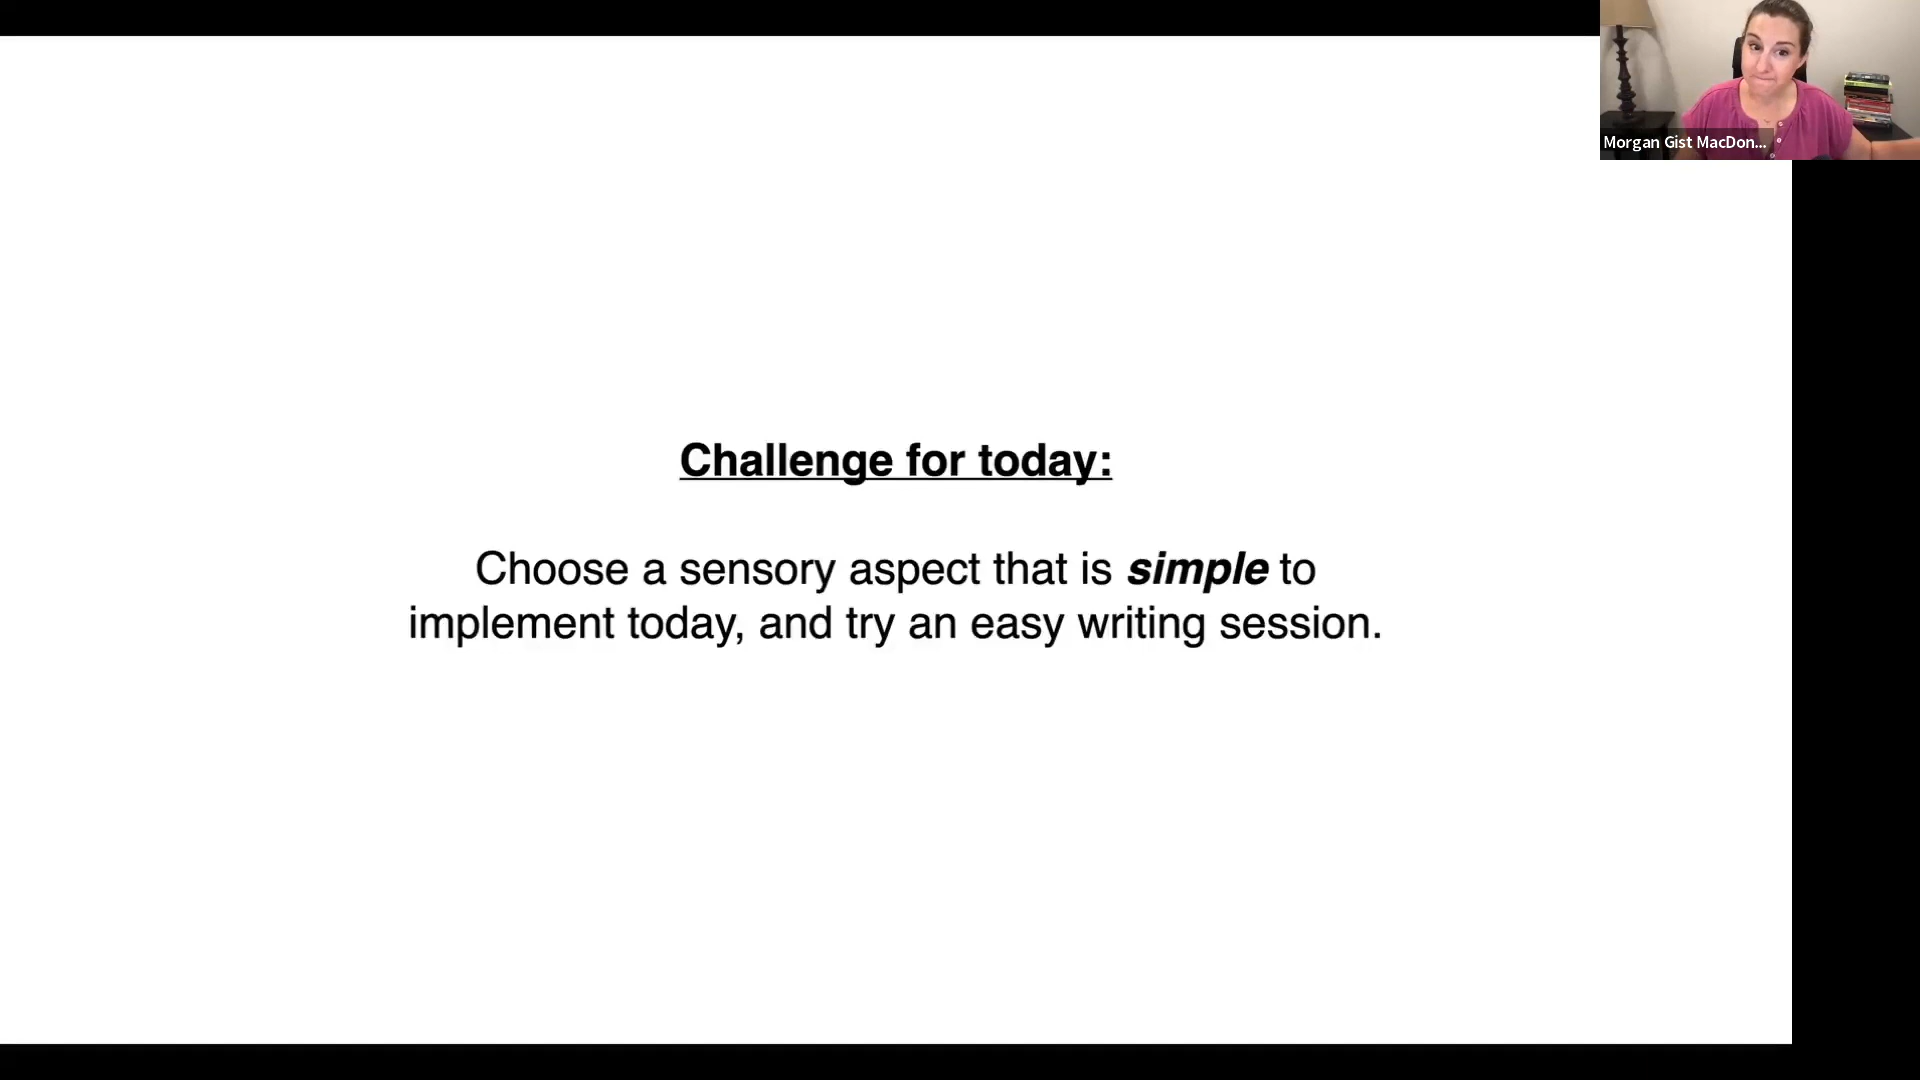 Morgan Gist MacDon...
Challenge for today:
Choose a sensory aspect that is simple to
implement today, and try an easy writing session.